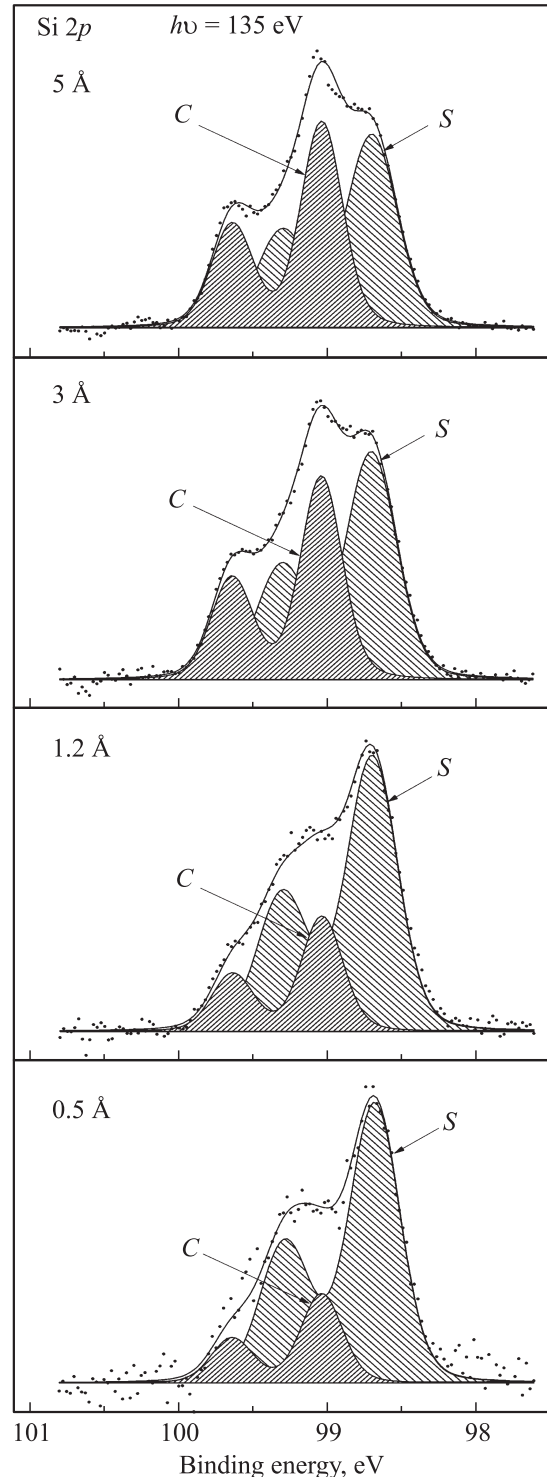 Si 2p hυ = 135 eV
5 Å
C
S
3 Å
S
C
1.2 Å
S
C
0.5 Å
S
C
101 100 99 98
Binding energy, eV